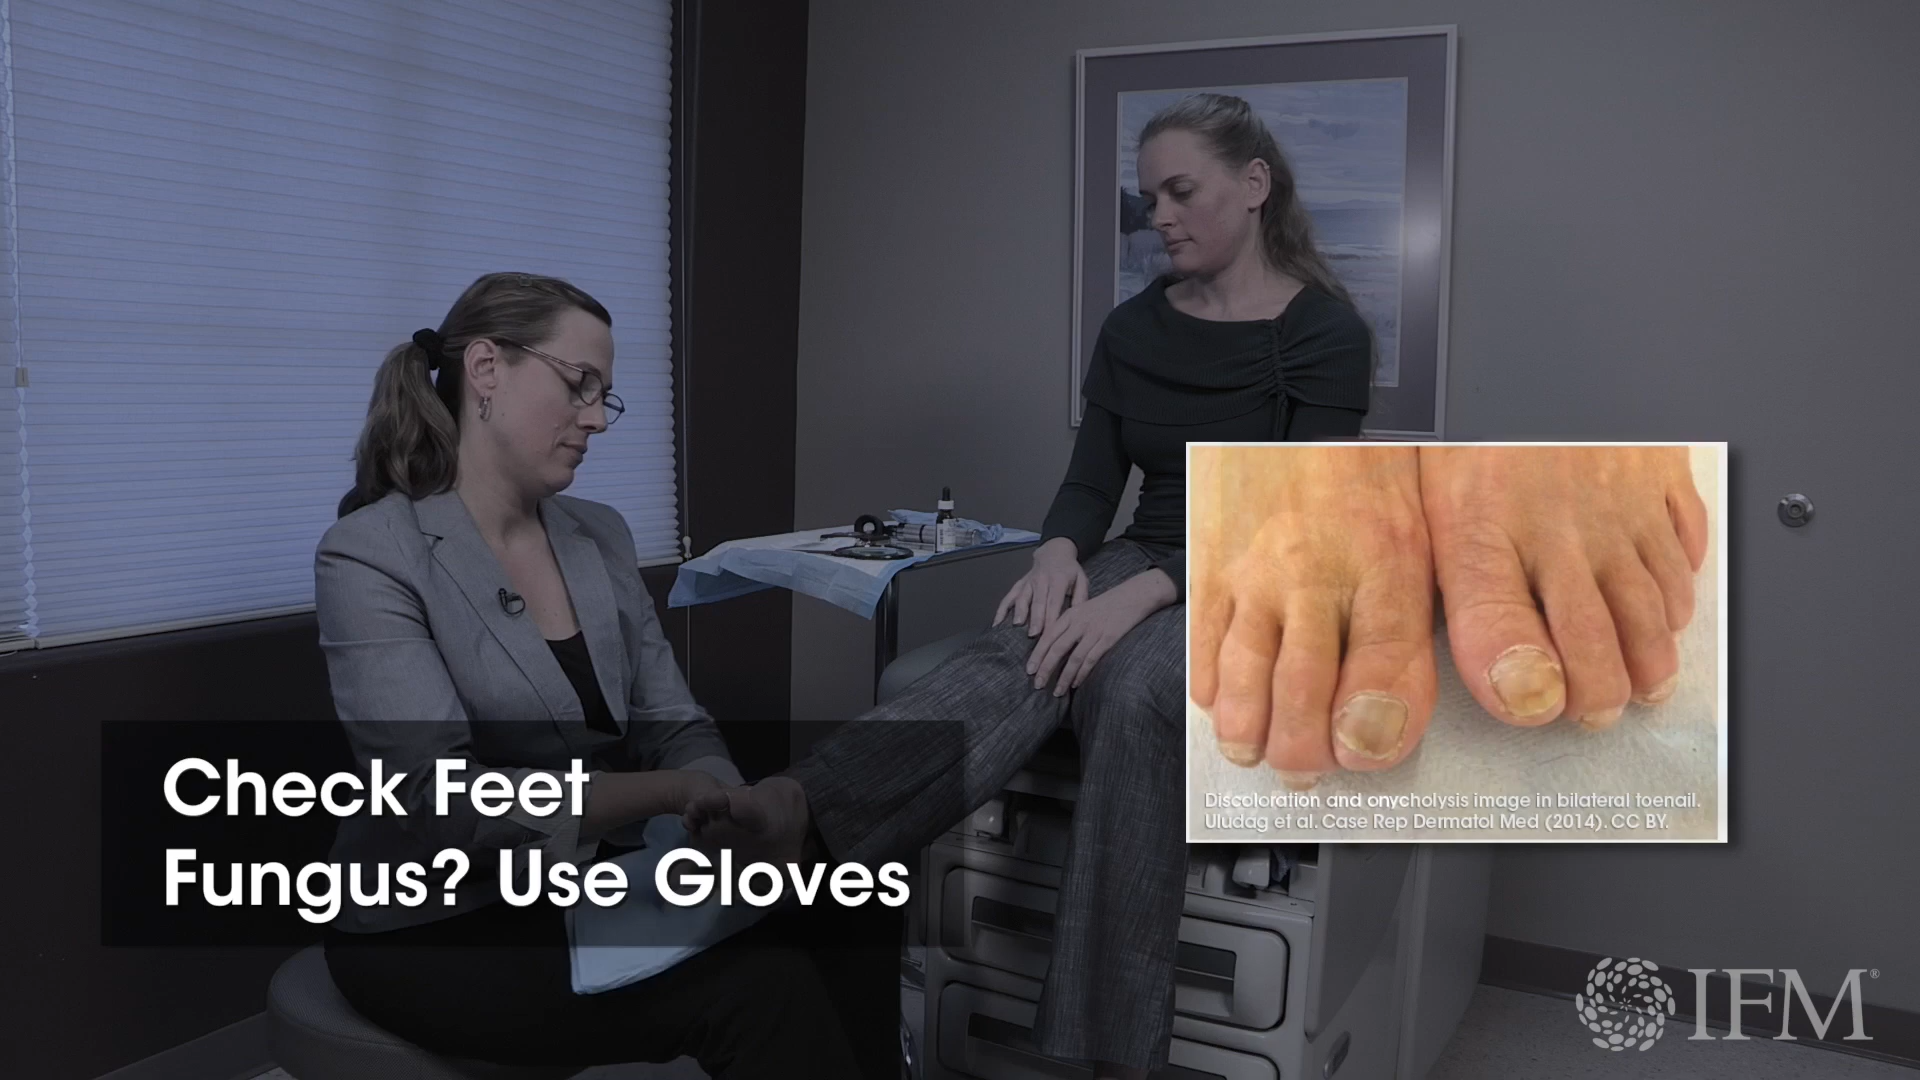 Check Feet
Fungus? Use Gloves
Discoloration and onycholysis image in bilateral toenail.
Uludag et al. Case Rep Dermatol Med (2014). CC BY.
IFM®